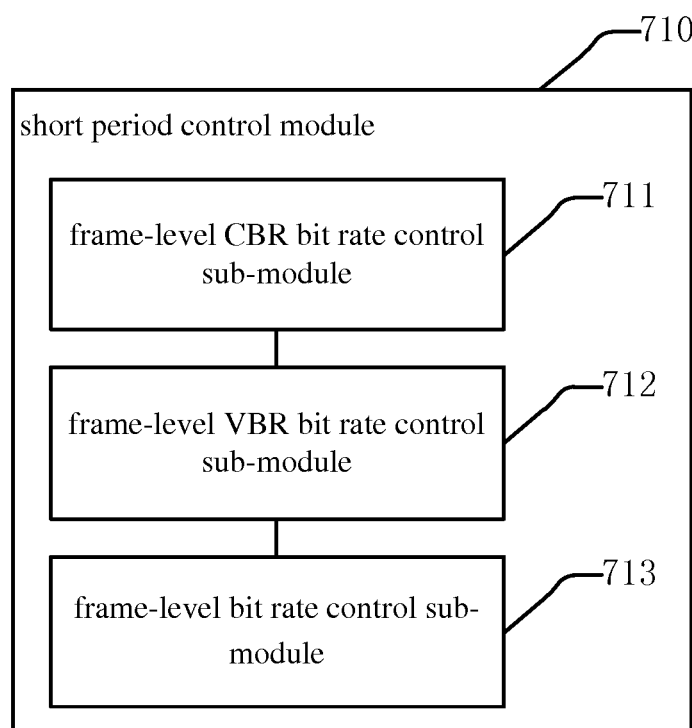 710
short period control module
711
frame-level CBR bit rate control
sub-module
712
frame-level VBR bit rate control
sub-module
713
frame-level bit rate control sub-
module